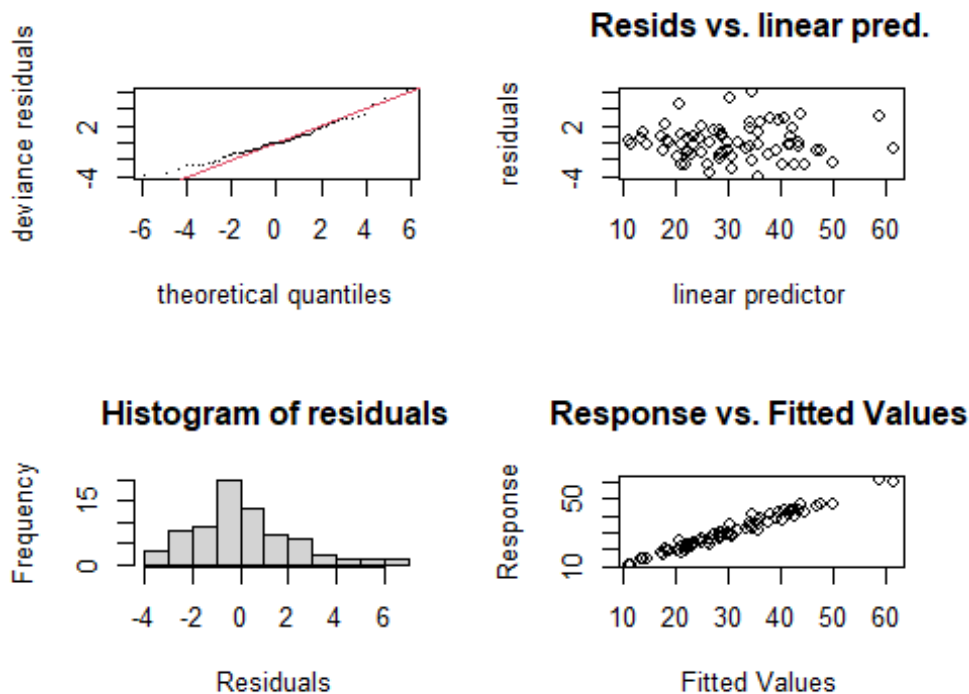 deviance residuals
2
-4
-6 -4 -2 0 2 4 6
theoretical quantiles
Resids vs. linear pred.
residuals
2
-4
10 20 30 40 50 60
linear predictor
Histogram of residuals
Frequency
15
0
-4 -2 0 2 4 6
Residuals
Response vs. Fitted Values
Response
50
10
10 20 30 40 50 60
Fitted Values